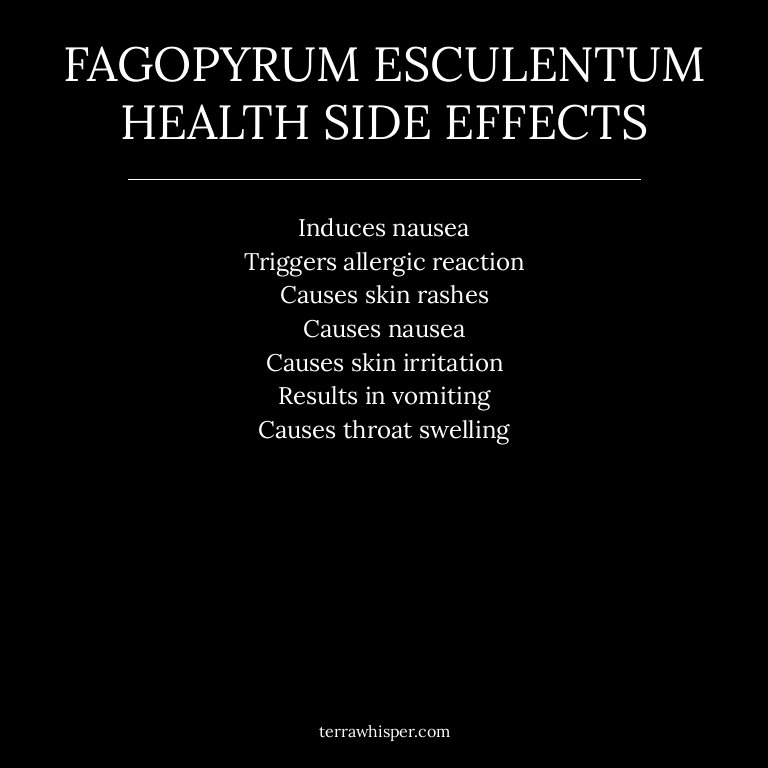 FAGOPYRUM ESCULENTUM
HEALTH SIDE EFFECTS
Induces nausea
Triggers allergic reaction
Causes skin rashes
Causes nausea
Causes skin irritation
Results in vomiting
Causes throat swelling
terrawhisper.com